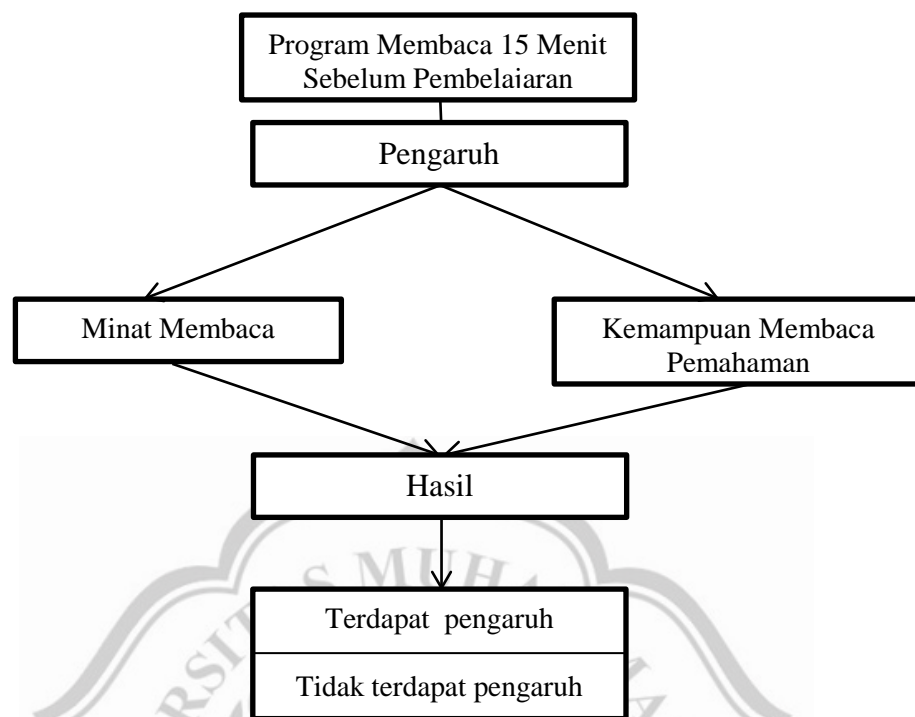 Program Membaca 15 Menit
Sebelum Pembelajaran
Pengaruh
Minat Membaca
Kemampuan Membaca
Pemahaman
Hasil
Terdapat pengaruh
Tidak terdapat pengaruh